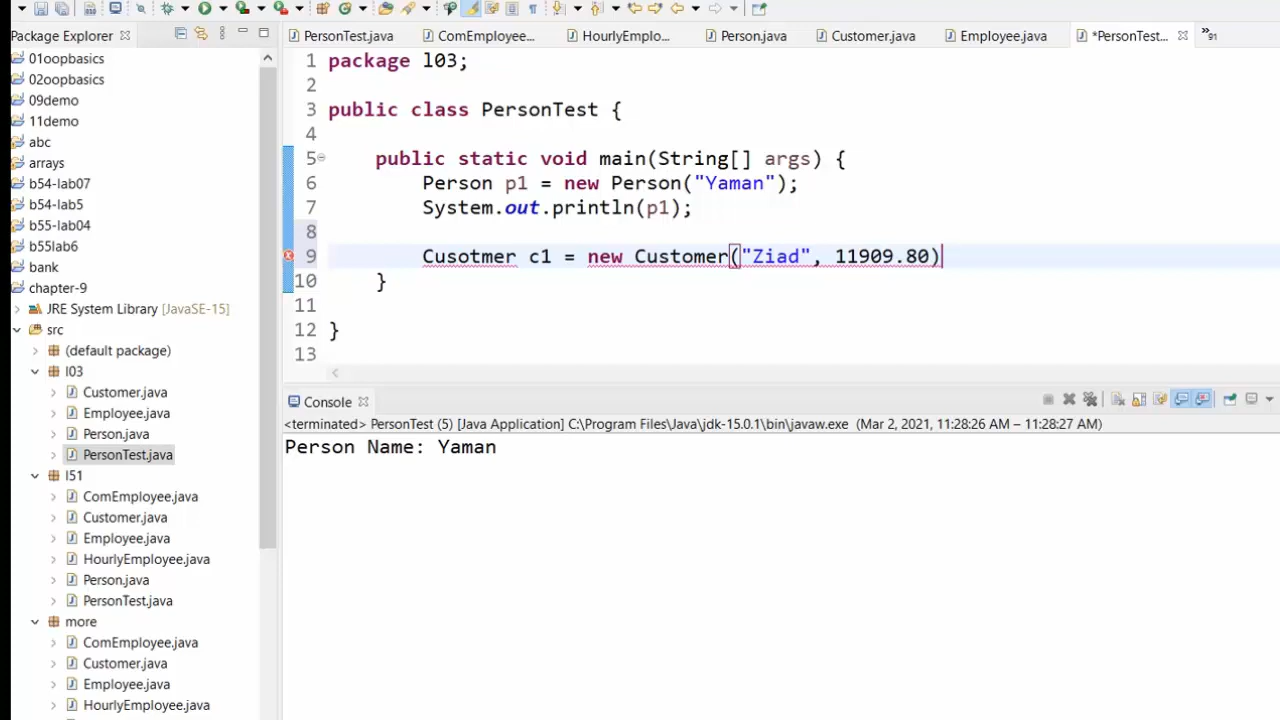 Package Explorer
01oopbasics
02oopbasics
09demo
11demo
abc
arrays
b54-lab07
b54-lab5
b55-lab04
b55lab6
bank
chapter-9
JRE System Library [JavaSE-15]
src
(default package)
l03
Customer.java
Employee.java
Person.java
PersonTest.java
l51
ComEmployee.java
Customer.java
Employee.java
HourlyEmployee.java
Person.java
PersonTest.java
more
ComEmployee.java
Customer.java
Employee.java
HourlyEmployee.java
PersonTest.java ComEmployee... HourlyEmplo... Person.java Customer.java Employee.java *PersonTest... »91
1 package l03;
2
3 public class PersonTest {
4
5 public static void main(String[] args) {
6 Person p1 = new Person("Yaman");
7 System.out.println(p1);
8
9 Cusotmer c1 = new Customer("Ziad", 11909.80)
10 }
11
12 }
13
Console
<terminated> PersonTest (5) [Java Application] C:\Program Files\Java\jdk-15.0.1\bin\javaw.exe (Mar 2, 2021, 11:28:26 AM – 11:28:27 AM)
Person Name: Yaman